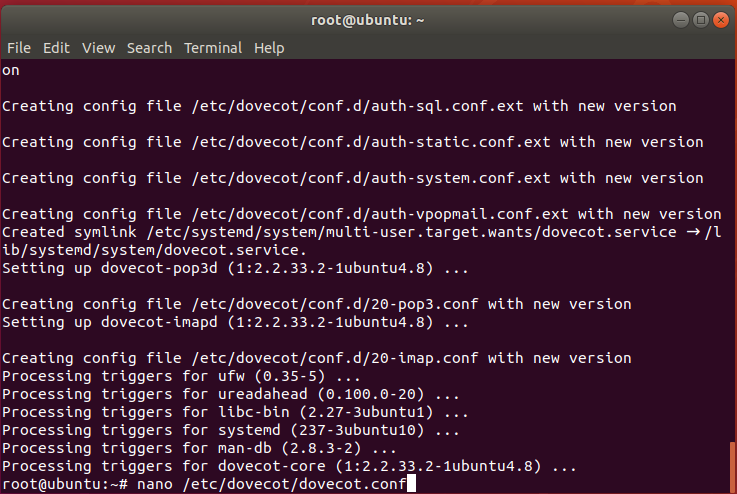 root@ubuntu: ~
File Edit View Search Terminal Help
on
Creating config file /etc/dovecot/conf.d/auth-sql.conf.ext with new version
Creating config file /etc/dovecot/conf.d/auth-static.conf.ext with new version
Creating config file /etc/dovecot/conf.d/auth-system.conf.ext with new version
Creating config file /etc/dovecot/conf.d/auth-vpopmail.conf.ext with new version
Created symlink /etc/systemd/system/multi-user.target.wants/dovecot.service → /l
ib/systemd/system/dovecot.service.
Setting up dovecot-pop3d (1:2.2.33.2-1ubuntu4.8) ...
Creating config file /etc/dovecot/conf.d/20-pop3.conf with new version
Setting up dovecot-imapd (1:2.2.33.2-1ubuntu4.8) ...
Creating config file /etc/dovecot/conf.d/20-imap.conf with new version
Processing triggers for ufw (0.35-5) ...
Processing triggers for ureadahead (0.100.0-20) ...
Processing triggers for libc-bin (2.27-3ubuntu1) ...
Processing triggers for systemd (237-3ubuntu10) ...
Processing triggers for man-db (2.8.3-2) ...
Processing triggers for dovecot-core (1:2.2.33.2-1ubuntu4.8) ...
root@ubuntu:~# nano /etc/dovecot/dovecot.conf